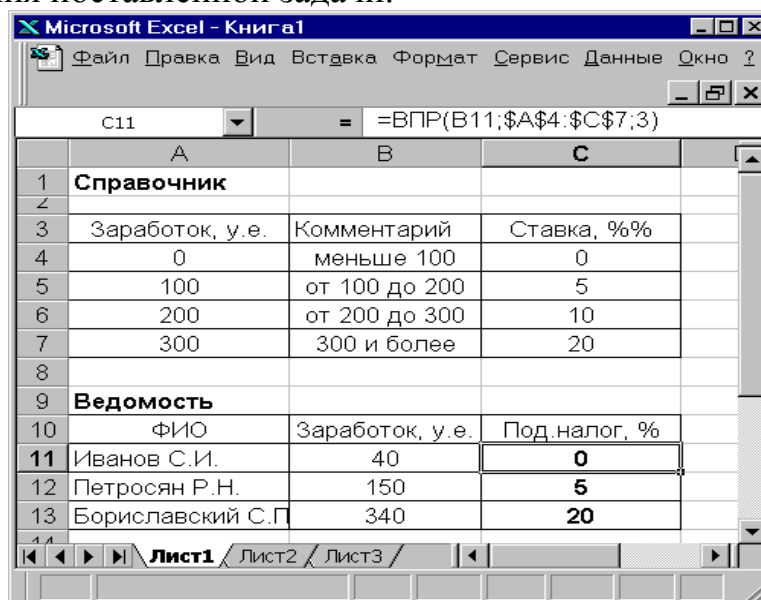 Microsoft Excel - Книга1
Файл Правка Вид Вставка Формат Сервис Данные Окно ?
C11 = =ВПР(B11;$A$4:$C$7;3)
A B C
1 Справочник
2
3 Заработок, у.е. Комментарий Ставка, %%
4 0 меньше 100 0
5 100 от 100 до 200 5
6 200 от 200 до 300 10
7 300 300 и более 20
8
9 Ведомость
10 ФИО Заработок, у.е. Под.налог, %
11 Иванов С.И. 40 0
12 Петросян Р.Н. 150 5
13 Бориславский С.П 340 20
14
Лист1 Лист2 Лист3